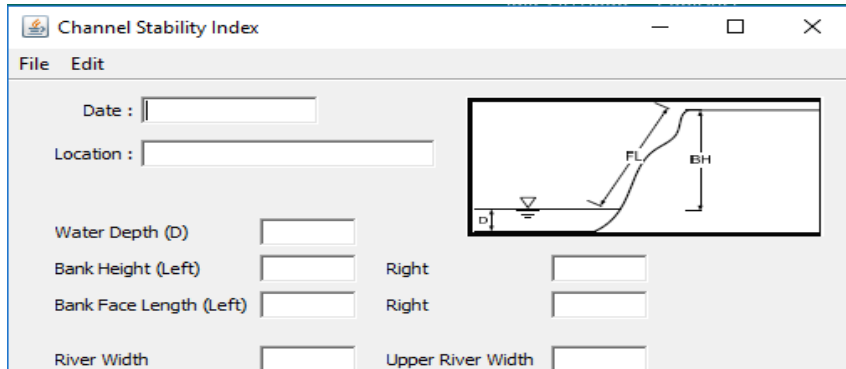 Channel Stability Index
File Edit
Date :
Location :
FL
BH
D
Water Depth (D)
Bank Height (Left) Right
Bank Face Length (Left) Right
River Width Upper River Width